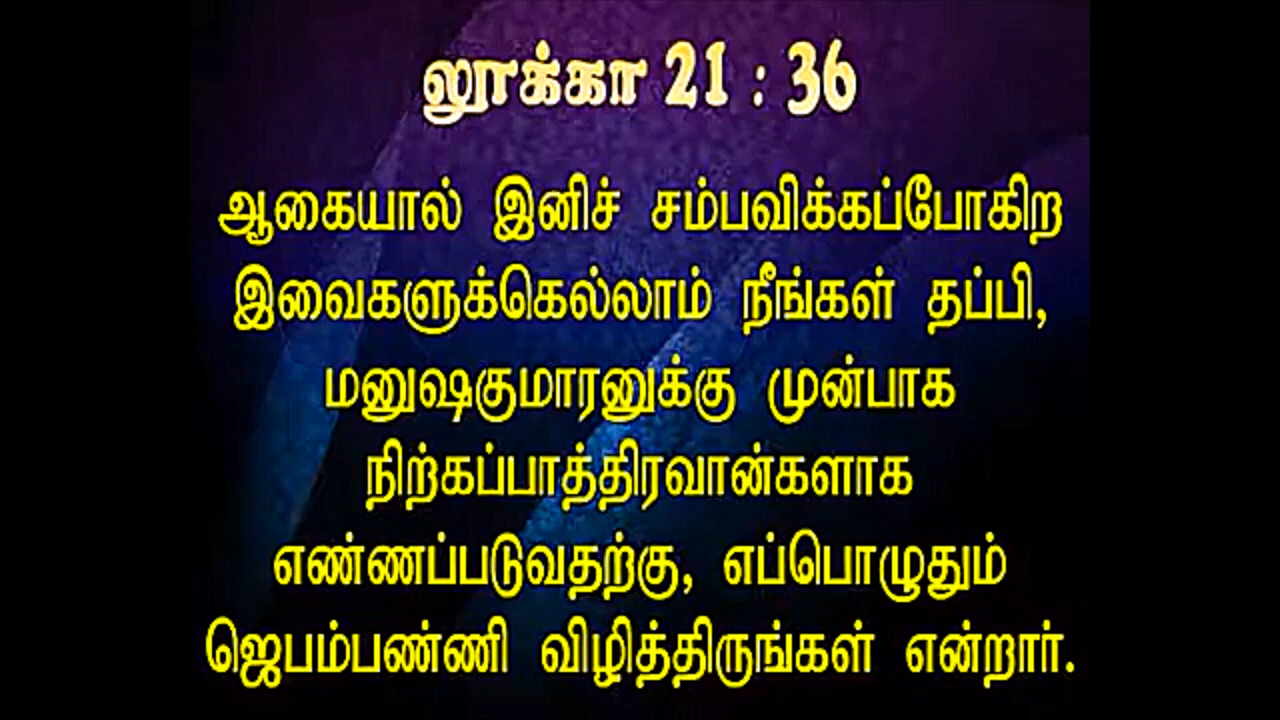 லூக்கா 21 : 36
ஆகையால் இனிச் சம்பவிக்கப்போகிற
இவைகளுக்கெல்லாம் நீங்கள் தப்பி,
மனுஷகுமாரனுக்கு முன்பாக
நிற்கப்பாத்திரவான்களாக
எண்ணப்படுவதற்கு, எப்பொழுதும்
ஜெபம்பண்ணி விழித்திருங்கள் என்றார்.